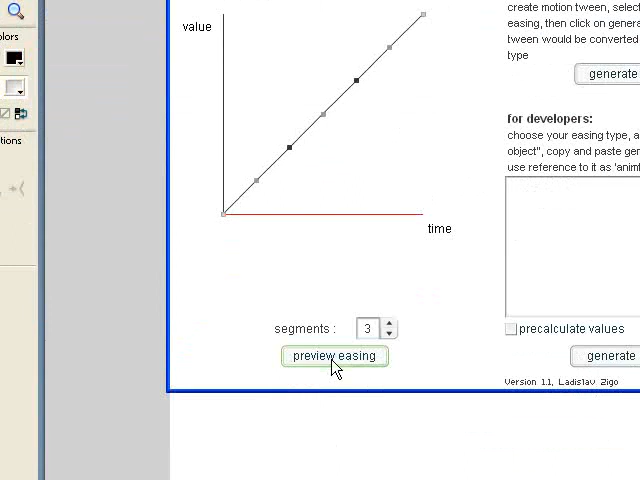 olors
tions
value
time
segments :
3
preview easing
create motion tween, select
easing, then click on genera
tween would be converted
type
generate
for developers:
choose your easing type, a
object", copy and paste gen
use reference to it as 'anim
precalculate values
generate
Version 1.1, Ladislav Zigo